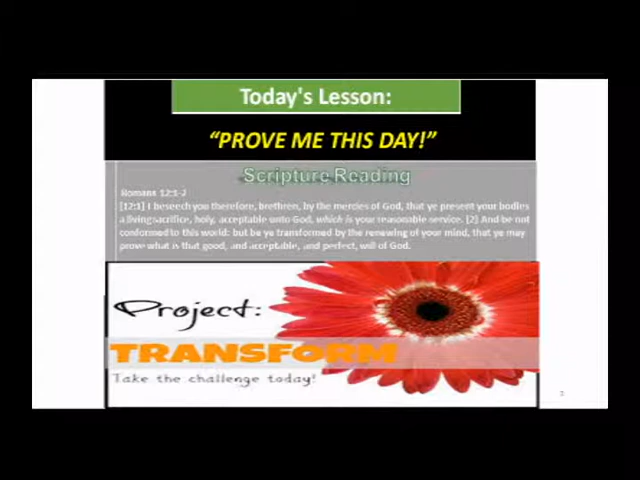 Today's Lesson:
“PROVE ME THIS DAY!”
Scripture Reading
Romans 12:1-2
[12:1] I beseech you therefore, brethren, by the mercies of God, that ye present your bodies
a living sacrifice, holy, acceptable unto God, which is your reasonable service. [2] And be not
conformed to this world: but be ye transformed by the renewing of your mind, that ye may
prove what is that good, and acceptable, and perfect, will of God.
Project:
TRANSFORM
Take the challenge today!